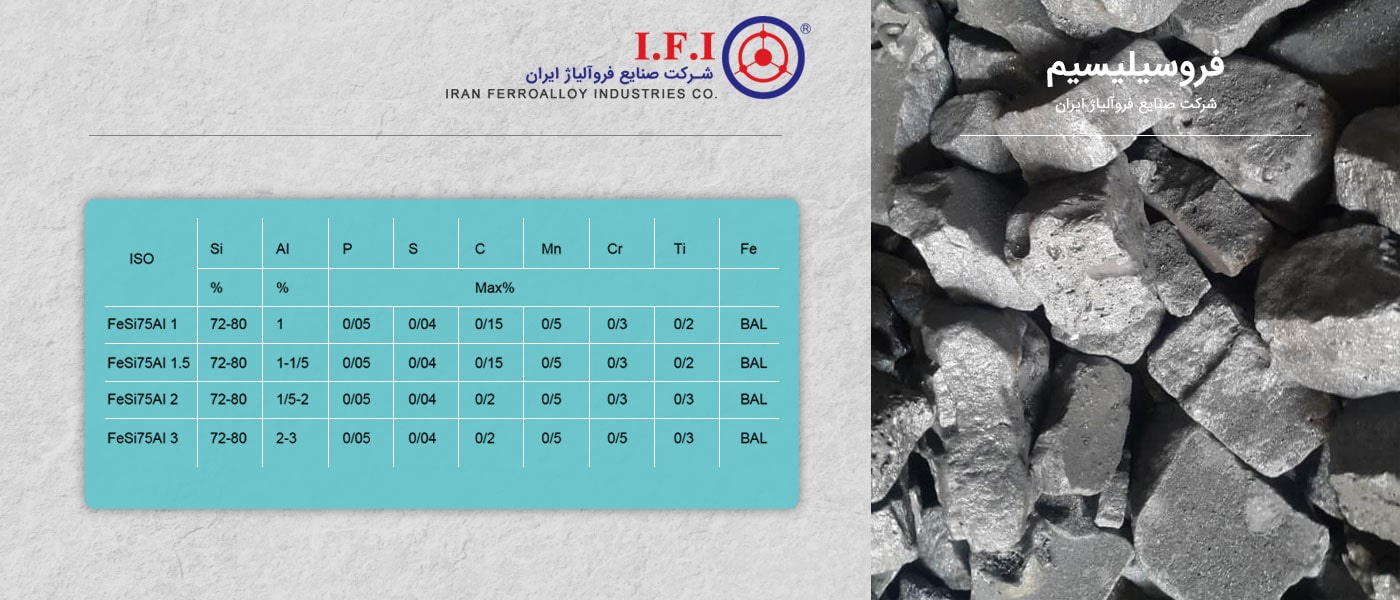 I.F.I ®
شرکت صنایع فروآلیاژ ایران
IRAN FERROALLOY INDUSTRIES CO.
فروسیلیسیم
شرکت صنایع فروآلیاژ ایران
ISO Si Al P S C Mn Cr Ti Fe
% % Max%
FeSi75Al 1 72-80 1 0/05 0/04 0/15 0/5 0/3 0/2 BAL
FeSi75Al 1.5 72-80 1-1/5 0/05 0/04 0/15 0/5 0/3 0/2 BAL
FeSi75Al 2 72-80 1/5-2 0/05 0/04 0/2 0/5 0/3 0/3 BAL
FeSi75Al 3 72-80 2-3 0/05 0/04 0/2 0/5 0/5 0/3 BAL